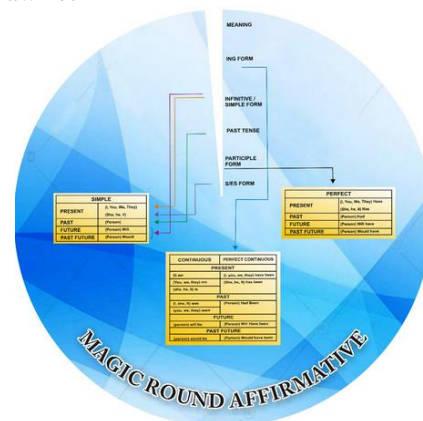 MEANING
ING FORM
INFINITIVE /
SIMPLE FORM
PAST TENSE
PARTICIPLE
FORM
S/ES FORM
SIMPLE
PRESENT
(I, You, We, They)
(She, he, it)
PAST
(Person)
FUTURE
(Person) Will
PAST FUTURE
(Person) Would
PERFECT
PRESENT
(I, You, We, They) Have
(She, he, it) Has
PAST
(Person) Had
FUTURE
(Person) Will have
PAST FUTURE
(Person) Would have
CONTINUOUS
PERFECT CONTINUOUS
PRESENT
(I) am
(I, you, we, they) have been
(You, we, they) are
(She, he, it) has been
(she, he, it) is
PAST
(I, she, it) was
(Person) Had Been
(you, we, they) were
FUTURE
(person) will be
(Person) Will Have been
PAST FUTURE
(person) would be
(Person) Would have been
MAGIC ROUND AFFIRMATIVE